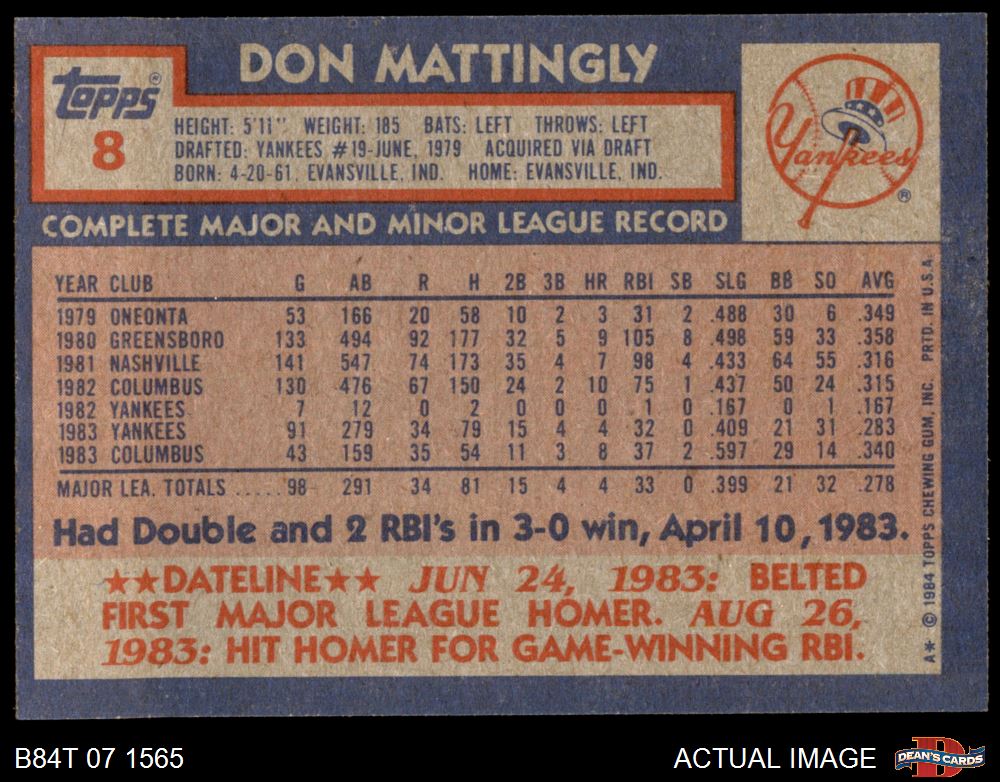 DON MATTINGLY
Topps®
8
HEIGHT: 5'11" WEIGHT: 185 BATS: LEFT THROWS: LEFT
DRAFTED: YANKEES #19-JUNE, 1979 ACQUIRED VIA DRAFT
BORN: 4-20-61, EVANSVILLE, IND. HOME: EVANSVILLE, IND.
Yankees®
COMPLETE MAJOR AND MINOR LEAGUE RECORD
YEAR CLUB G AB R H 2B 3B HR RBI SB SLG BB SO AVG
1979 ONEONTA 53 166 20 58 10 2 3 31 2 .488 30 6 .349
1980 GREENSBORO 133 494 92 177 32 5 9 105 8 .498 59 33 .358
1981 NASHVILLE 141 547 74 173 35 4 7 98 4 .433 64 55 .316
1982 COLUMBUS 130 476 67 150 24 2 10 75 1 .437 50 24 .315
1982 YANKEES 7 12 0 2 0 0 0 1 0 .167 0 1 .167
1983 YANKEES 91 279 34 79 15 4 4 32 0 .409 21 31 .283
1983 COLUMBUS 43 159 35 54 11 3 8 37 2 .597 29 14 .340
MAJOR LEA. TOTALS ..... 98 291 34 81 15 4 4 33 0 .399 21 32 .278
Had Double and 2 RBI's in 3-0 win, April 10, 1983.
★★DATELINE★★ JUN 24, 1983: BELTED
FIRST MAJOR LEAGUE HOMER. AUG 26,
1983: HIT HOMER FOR GAME-WINNING RBI.
A* © 1984 TOPPS CHEWING GUM, INC. PRTD. IN U.S.A.
B84T 07 1565
ACTUAL IMAGE
D
DEAN'S CARDS